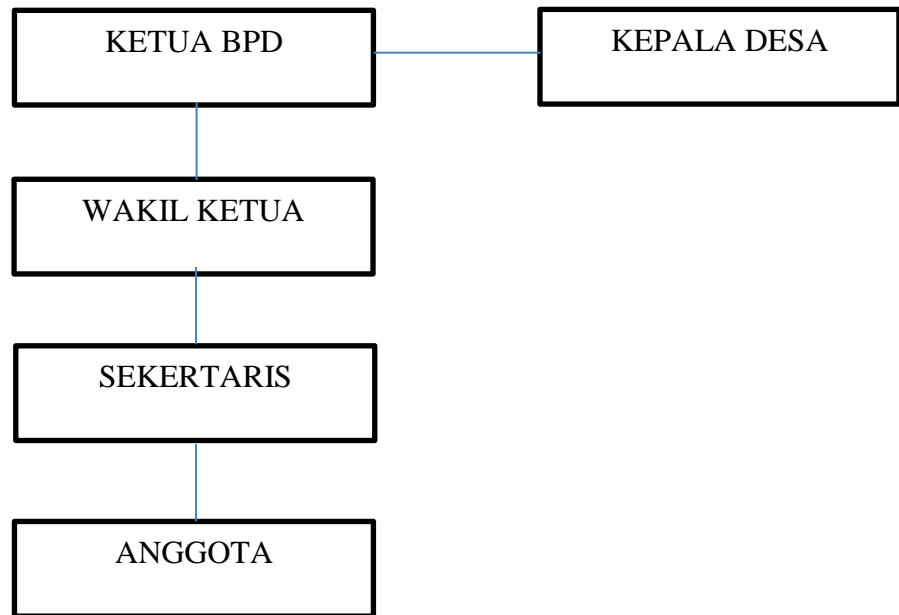 KETUA BPD
KEPALA DESA
WAKIL KETUA
SEKERTARIS
ANGGOTA